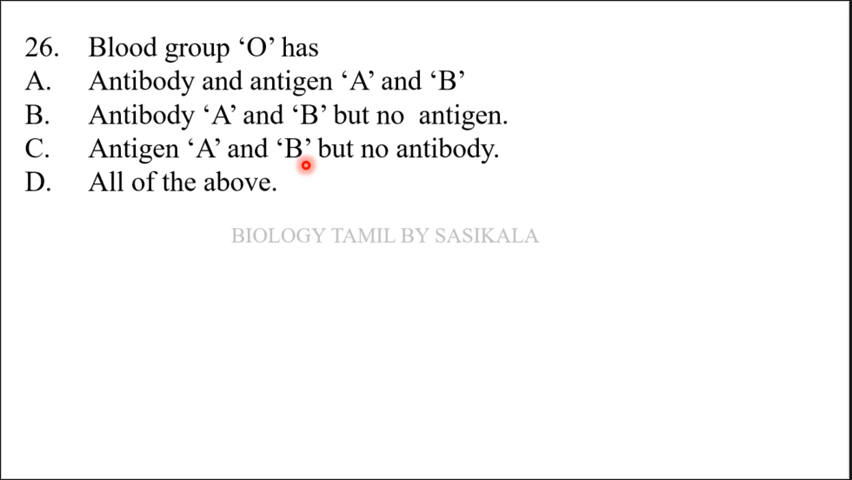 26. Blood group ‘O’ has
A. Antibody and antigen ‘A’ and ‘B’
B. Antibody ‘A’ and ‘B’ but no antigen.
C. Antigen ‘A’ and ‘B’ but no antibody.
D. All of the above.
BIOLOGY TAMIL BY SASIKALA